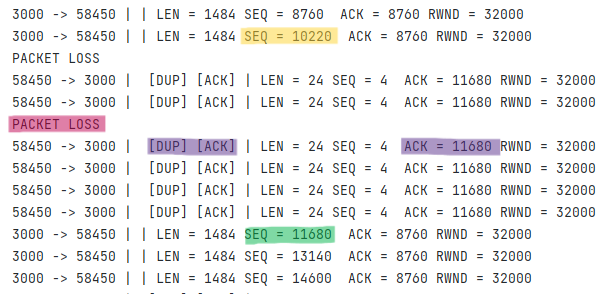 3000 -> 58450 | | LEN = 1484 SEQ = 8760  ACK = 8760 RWND = 32000
3000 -> 58450 | | LEN = 1484 SEQ = 10220  ACK = 8760 RWND = 32000
PACKET LOSS
58450 -> 3000 |  [DUP] [ACK] | LEN = 24 SEQ = 4  ACK = 11680 RWND = 32000
58450 -> 3000 |  [DUP] [ACK] | LEN = 24 SEQ = 4  ACK = 11680 RWND = 32000
PACKET LOSS
58450 -> 3000 |  [DUP] [ACK] | LEN = 24 SEQ = 4  ACK = 11680 RWND = 32000
58450 -> 3000 |  [DUP] [ACK] | LEN = 24 SEQ = 4  ACK = 11680 RWND = 32000
58450 -> 3000 |  [DUP] [ACK] | LEN = 24 SEQ = 4  ACK = 11680 RWND = 32000
58450 -> 3000 |  [DUP] [ACK] | LEN = 24 SEQ = 4  ACK = 11680 RWND = 32000
3000 -> 58450 | | LEN = 1484 SEQ = 11680  ACK = 8760 RWND = 32000
3000 -> 58450 | | LEN = 1484 SEQ = 13140  ACK = 8760 RWND = 32000
3000 -> 58450 | | LEN = 1484 SEQ = 14600  ACK = 8760 RWND = 32000